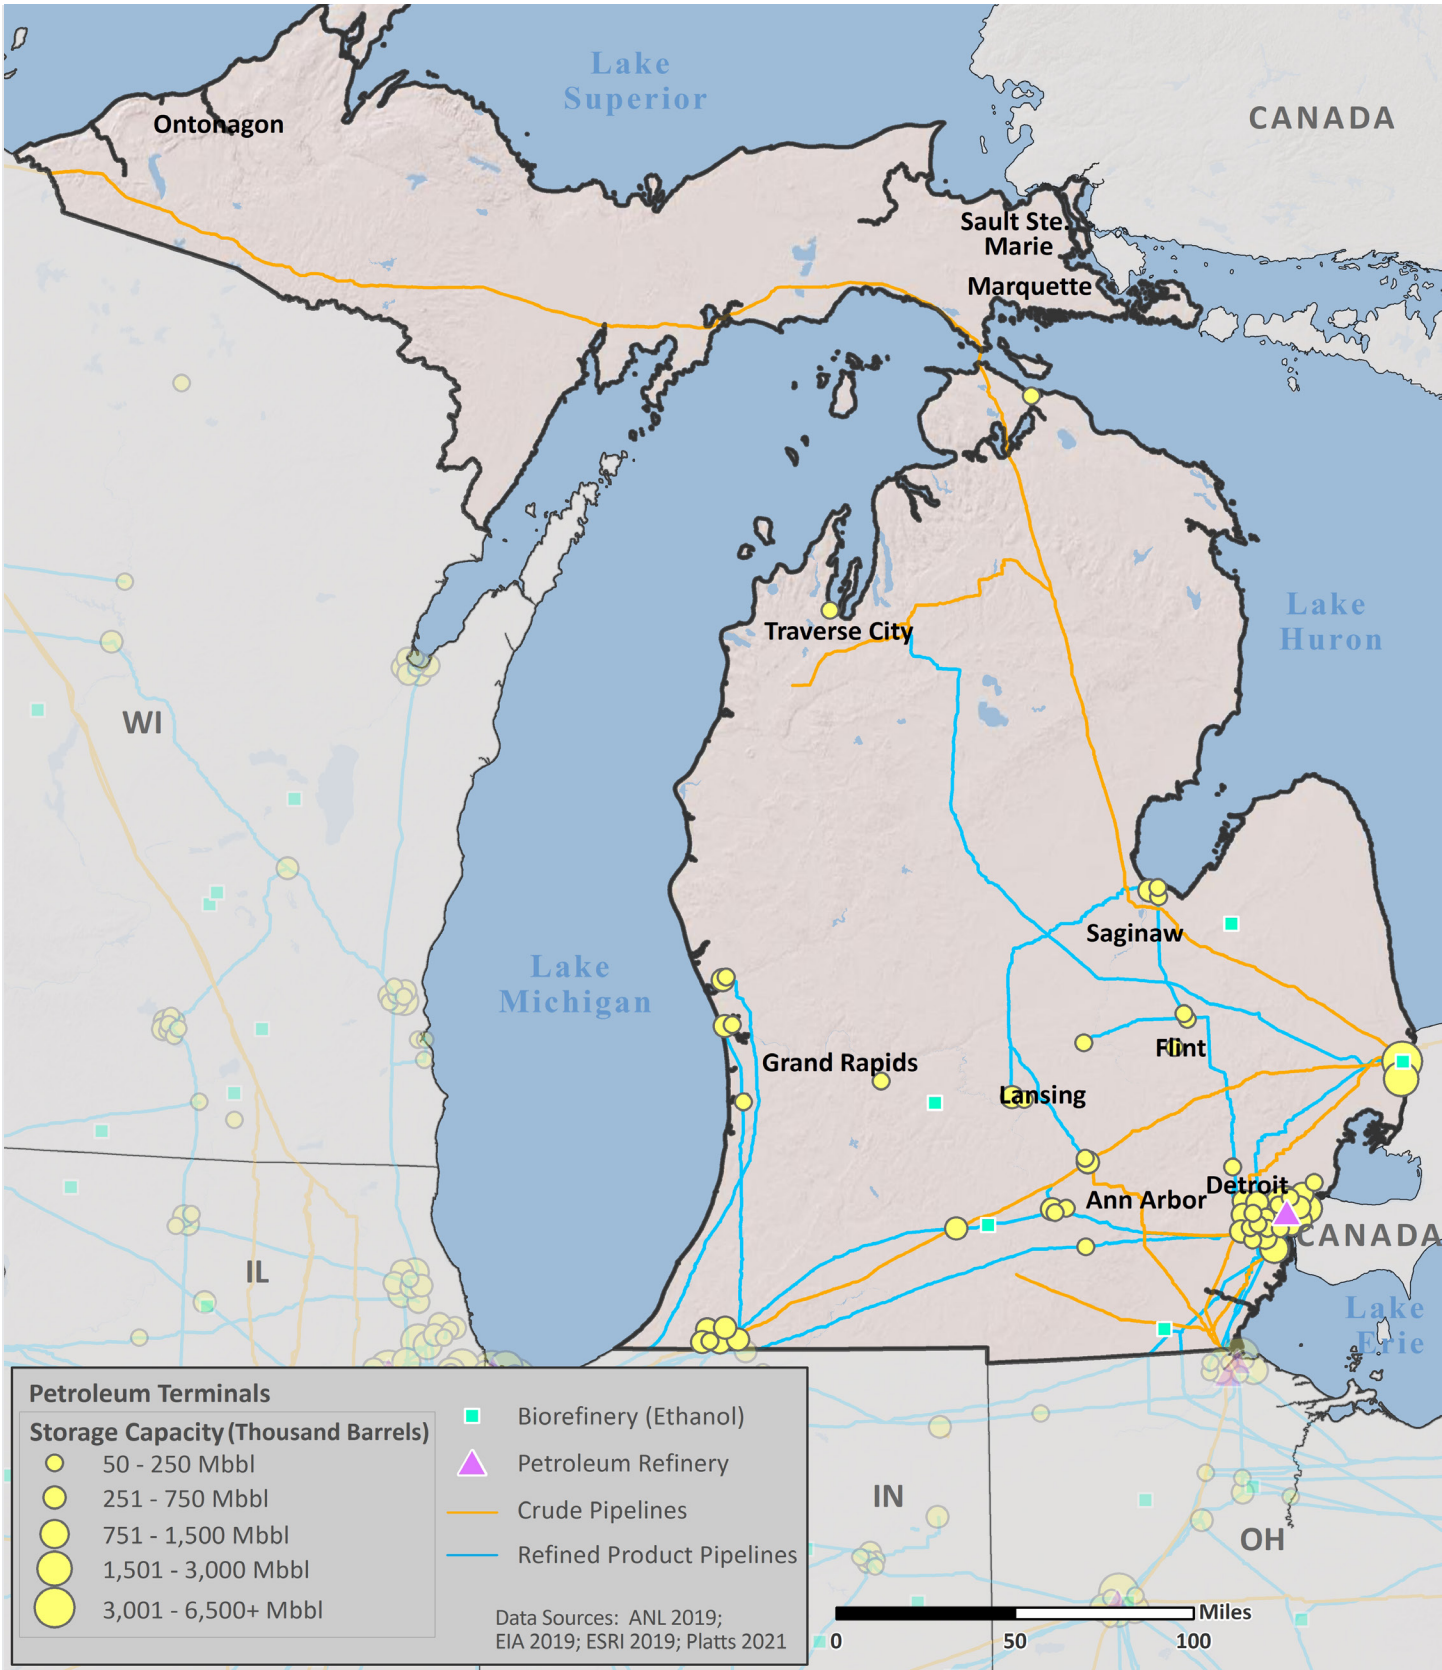 Lake
Superior
CANADA
Ontonagon
Sault Ste.
Marie
Marquette
Lake
Huron
Traverse City
WI
Saginaw
Lake
Michigan
Flint
Grand Rapids
Lansing
Detroit
Ann Arbor
CANADA
IL
Lake
Erie
Petroleum Terminals
Storage Capacity (Thousand Barrels)
50 - 250 Mbbl
251 - 750 Mbbl
751 - 1,500 Mbbl
1,501 - 3,000 Mbbl
3,001 - 6,500+ Mbbl
Biorefinery (Ethanol)
Petroleum Refinery
Crude Pipelines
Refined Product Pipelines
Data Sources: ANL 2019;
EIA 2019; ESRI 2019; Platts 2021
IN
OH
Miles
0 50 100